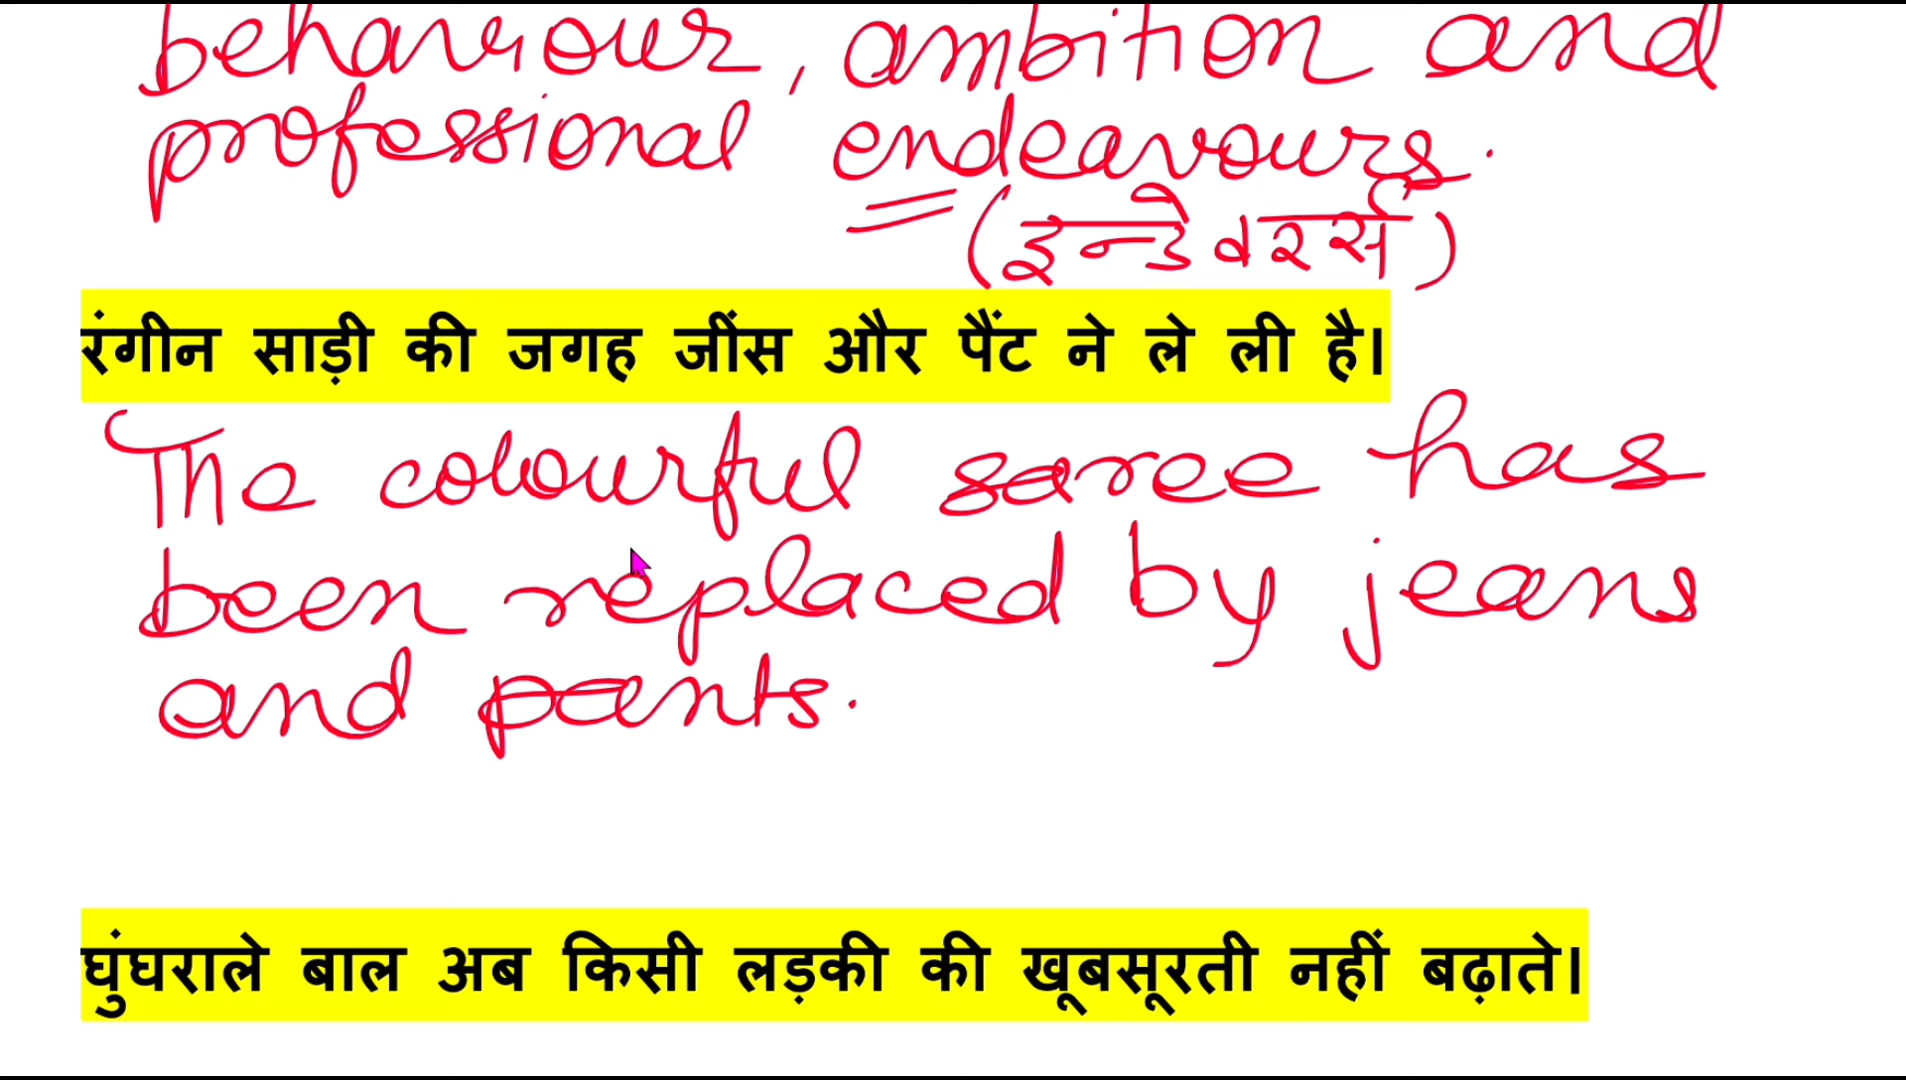 behaviour, ambition and
professional endeavours.
(इन्डेवरर्स)
रंगीन साड़ी की जगह जींस और पैंट ने ले ली है।
The colourful saree has
been replaced by jeans
and pants.
घुंघराले बाल अब किसी लड़की की खूबसूरती नहीं बढ़ाते।